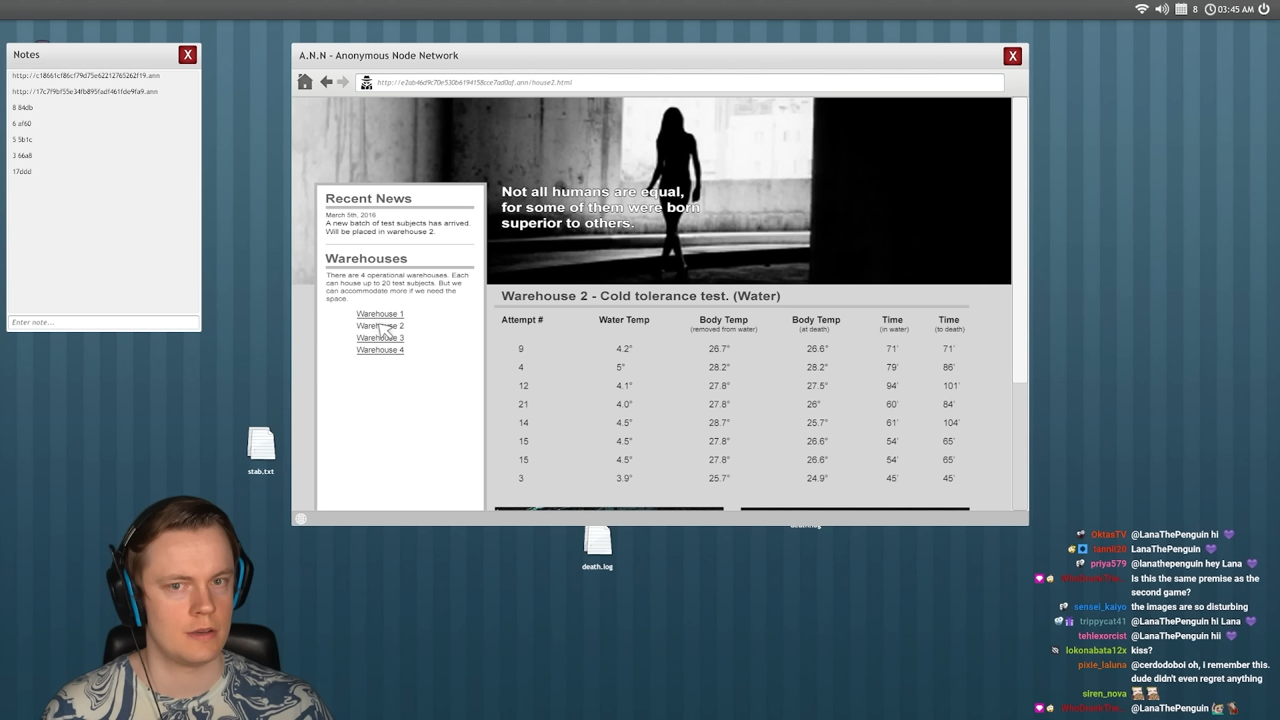 8
03:45 AM
Notes
X
http://c18661cf86cf79d75e62212765262f19.ann
http://17c7f9bf55e34fb895fadf461fde9fa9.ann
8 84db
6 af60
5 5b1c
3 66a8
17ddd
Enter note...
stab.txt
A.N.N - Anonymous Node Network
X
http://e2ab46d9c70e530b6194158cce7ad0af.ann/house2.html
Not all humans are equal,
for some of them were born
superior to others.
Recent News
March 5th, 2016
A new batch of test subjects has arrived.
Will be placed in warehouse 2.
Warehouses
There are 4 operational warehouses. Each
can house up to 20 test subjects. But we
can accommodate more if we need the
space.
Warehouse 1
Warehouse 2
Warehouse 3
Warehouse 4
Warehouse 2 - Cold tolerance test. (Water)
Attempt # Water Temp Body Temp Body Temp Time Time
(removed from water) (at death) (in water) (to death)
9 4.2° 26.7° 26.6° 71' 71'
4 5° 28.2° 28.2° 79' 86'
12 4.1° 27.8° 27.5° 94' 101'
21 4.0° 27.8° 26° 60' 84'
14 4.5° 28.7° 25.7° 61' 104'
15 4.5° 27.8° 26.6° 54' 65'
15 4.5° 27.8° 26.6° 54' 65'
3 3.9° 25.7° 24.9° 45' 45'
death.log
OktasTV @LanaThePenguin hi
LanaThePenguin
priya579 @lanathepenguin hey Lana
Is this the same premise as the
second game?
sensei_kaiyo the images are so disturbing
trippycat41 @LanaThePenguin hi Lana
tehlexorcist @LanaThePenguin hii
lokonabata12x kiss?
pixie_laluna @cerdodoboi oh, I remember this.
dude didn't even regret anything
siren_nova
@LanaThePenguin